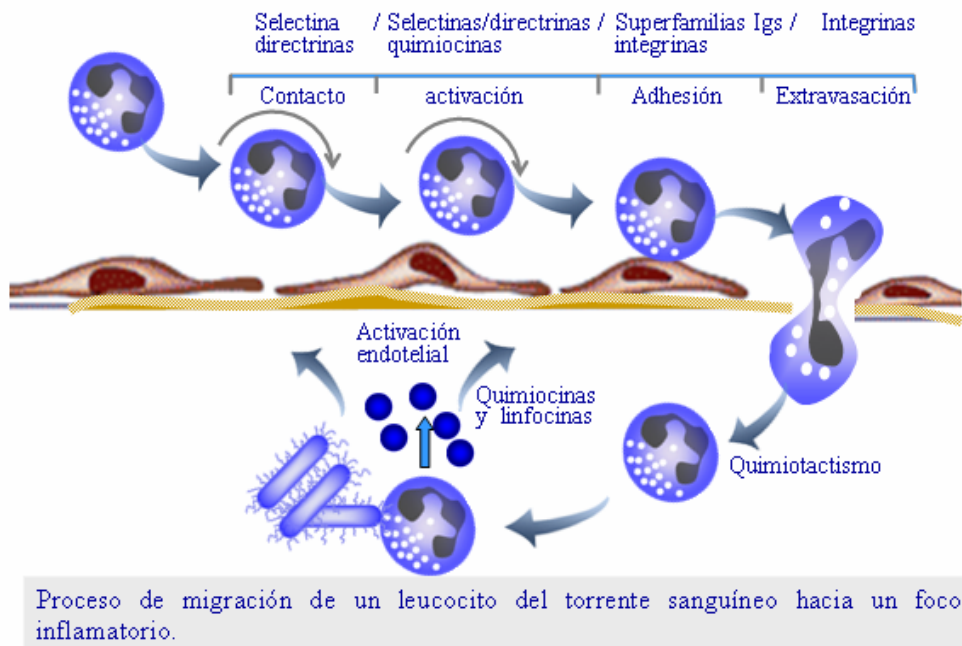 Selectina / Selectinas/directrinas / Superfamilias Igs / Integrinas
directrinas quimiocinas integrinas
Contacto activación Adhesión Extravasación
Activación
endotelial
Quimiocinas
y linfocinas
Quimiotactismo
Proceso de migración de un leucocito del torrente sanguíneo hacia un foco
inflamatorio.